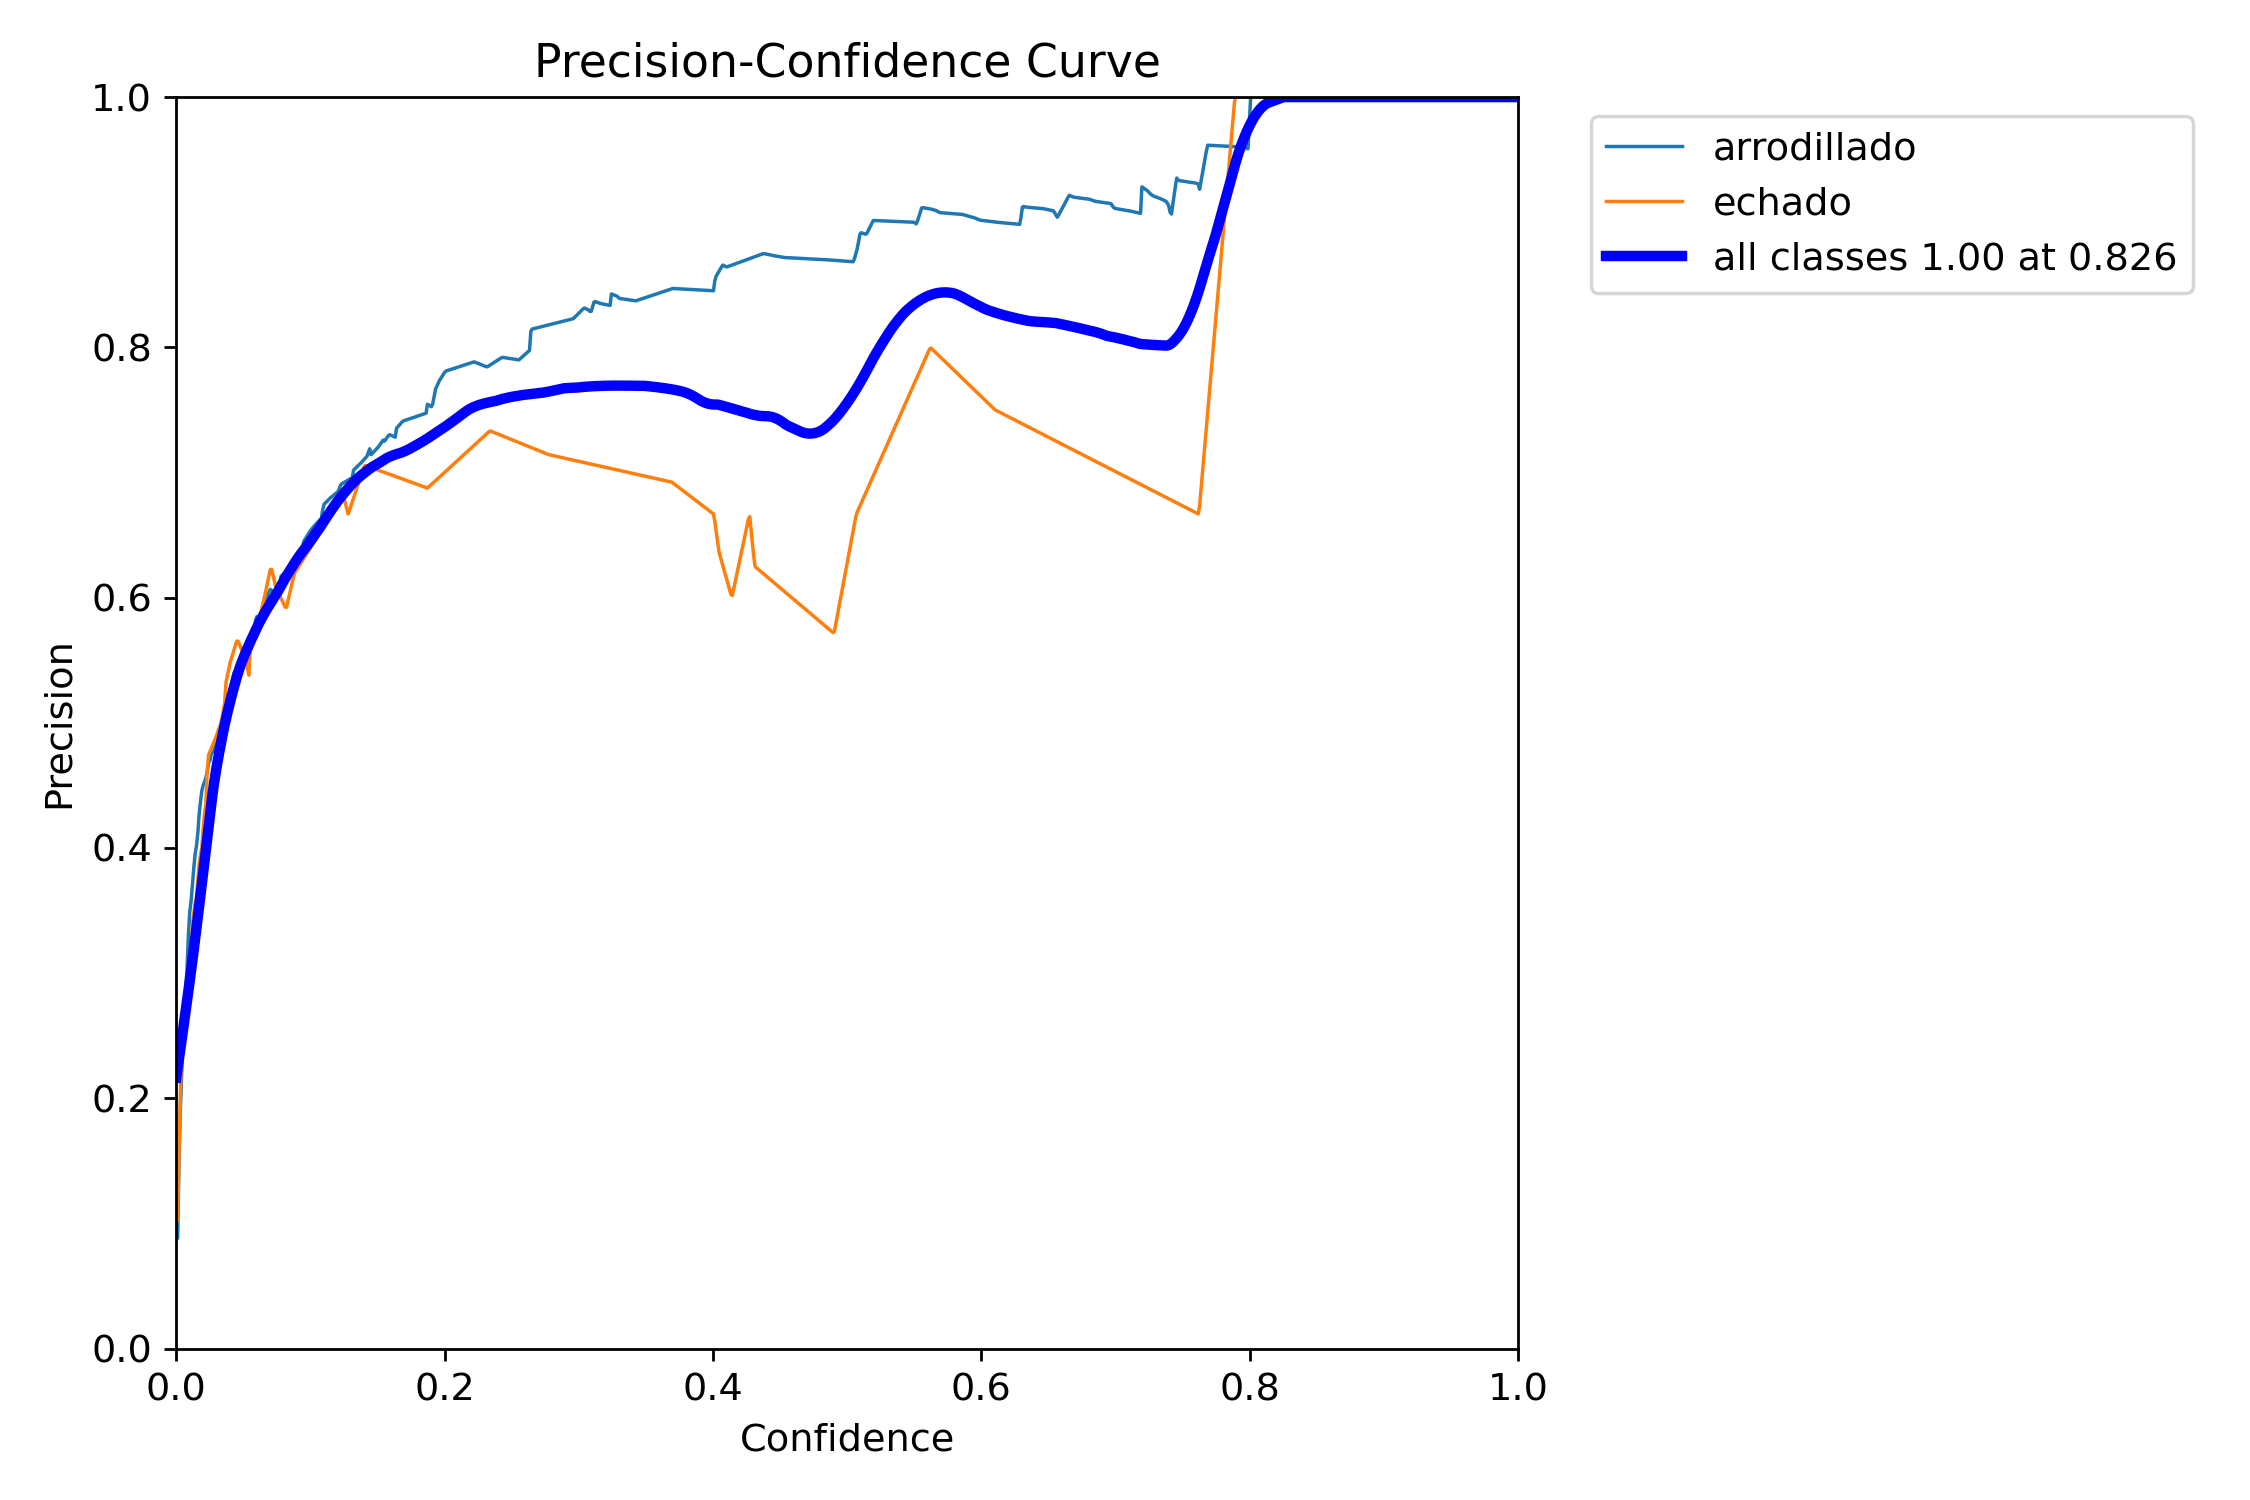 Precision-Confidence Curve
1.0
0.8
0.6
0.4
0.2
0.0
Precision
0.0 0.2 0.4 0.6 0.8 1.0
Confidence
arrodillado
echado
all classes 1.00 at 0.826